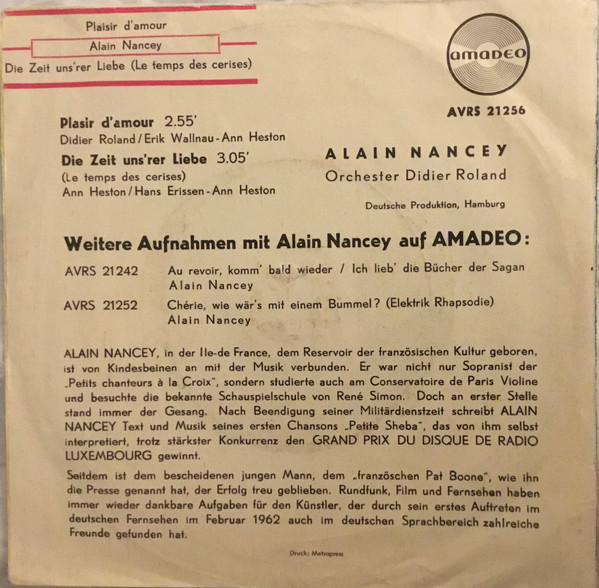 Plaisir d'amour
Alain Nancey
Die Zeit uns'rer Liebe (Le temps des cerises)
amadeo
AVRS 21256
Plasir d'amour 2.55'
Didier Roland/Erik Wallnau-Ann Heston
Die Zeit uns'rer Liebe 3.05'
(Le temps des cerises)
Ann Heston/Hans Erissen-Ann Heston
ALAIN NANCEY
Orchester Didier Roland
Deutsche Produktion, Hamburg
Weitere Aufnahmen mit Alain Nancey auf AMADEO:
AVRS 21242 Au revoir, komm' bald wieder / Ich lieb' die Bücher der Sagan
Alain Nancey
AVRS 21252 Chérie, wie wär's mit einem Bummel? (Elektrik Rhapsodie)
Alain Nancey
ALAIN NANCEY, in der Ile-de France, dem Reservoir der französischen Kultur geboren,
ist von Kindesbeinen an mit der Musik verbunden. Er war nicht nur Sopranist der
„Petits chanteurs à la Croix", sondern studierte auch am Conservatoire de Paris Violine
und besuchte die bekannte Schauspielschule von René Simon. Doch an erster Stelle
stand immer der Gesang. Nach Beendigung seiner Militärdienstzeit schreibt ALAIN
NANCEY Text und Musik seines ersten Chansons „Petite Sheba", das von ihm selbst
interpretiert, trotz stärkster Konkurrenz den GRAND PRIX DU DISQUE DE RADIO
LUXEMBOURG gewinnt.
Seitdem ist dem bescheidenen jungen Mann, dem „französchen Pat Boone", wie ihn
die Presse genannt hat, der Erfolg treu geblieben. Rundfunk, Film und Fernsehen haben
immer wieder dankbare Aufgaben für den Künstler, der durch sein erstes Auftreten im
deutschen Fernsehen im Februar 1962 auch im deutschen Sprachbereich zahlreiche
Freunde gefunden hat.
Druck: Metropress